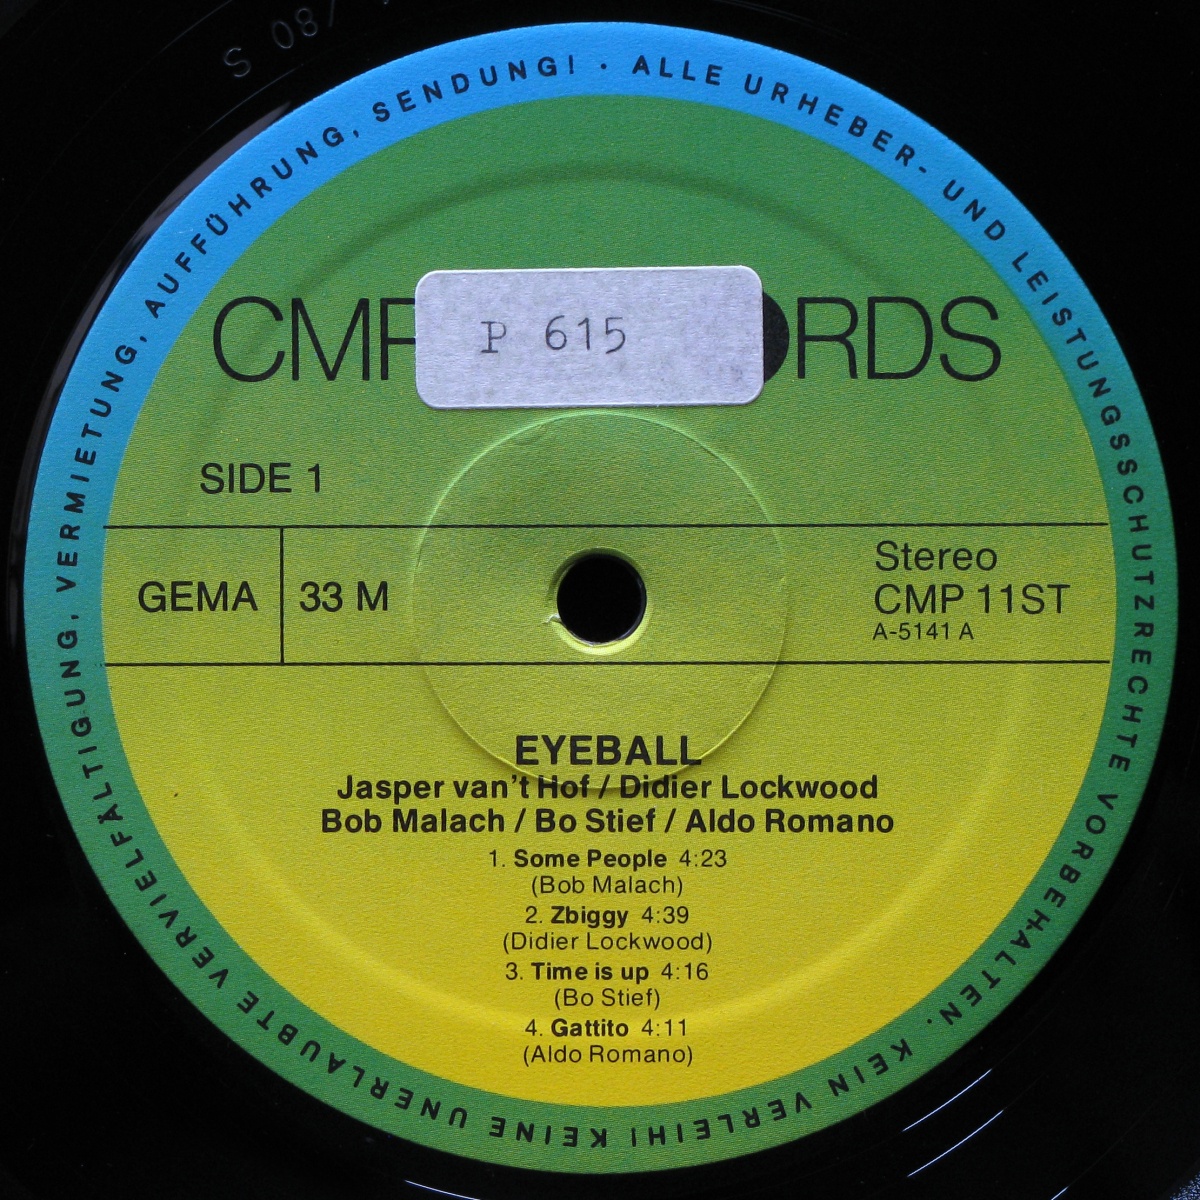 S 08/
ALLE URHEBER- UND LEISTUNGSSCHUTZRECHTE VORBEHALTEN. KEIN VERLEIH! KEINE UNERLAUBTE VERVIELFÄLTIGUNG, VERMIETUNG, AUFFÜHRUNG, SENDUNG! ·
CMP ORDS
P 615
SIDE 1
GEMA 33 M
Stereo
CMP 11ST
A-5141 A
EYEBALL
Jasper van't Hof / Didier Lockwood
Bob Malach / Bo Stief / Aldo Romano
1. Some People 4:23
(Bob Malach)
2. Zbiggy 4:39
(Didier Lockwood)
3. Time is up 4:16
(Bo Stief)
4. Gattito 4:11
(Aldo Romano)